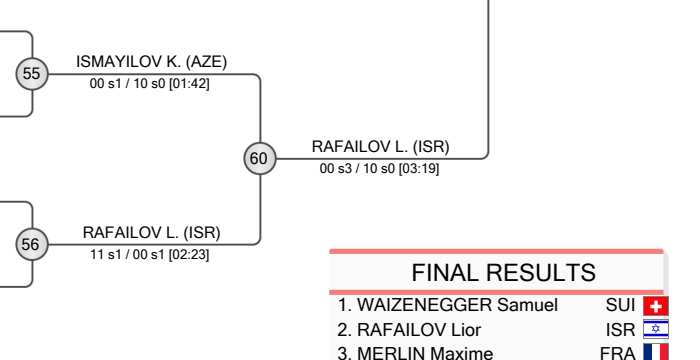 ISMAYILOV K. (AZE)
55
00 s1 / 10 s0 [01:42]
RAFAILOV L. (ISR)
60
00 s3 / 10 s0 [03:19]
RAFAILOV L. (ISR)
56
11 s1 / 00 s1 [02:23]
FINAL RESULTS
1. WAIZENEGGER Samuel SUI
2. RAFAILOV Lior ISR
3. MERLIN Maxime FRA